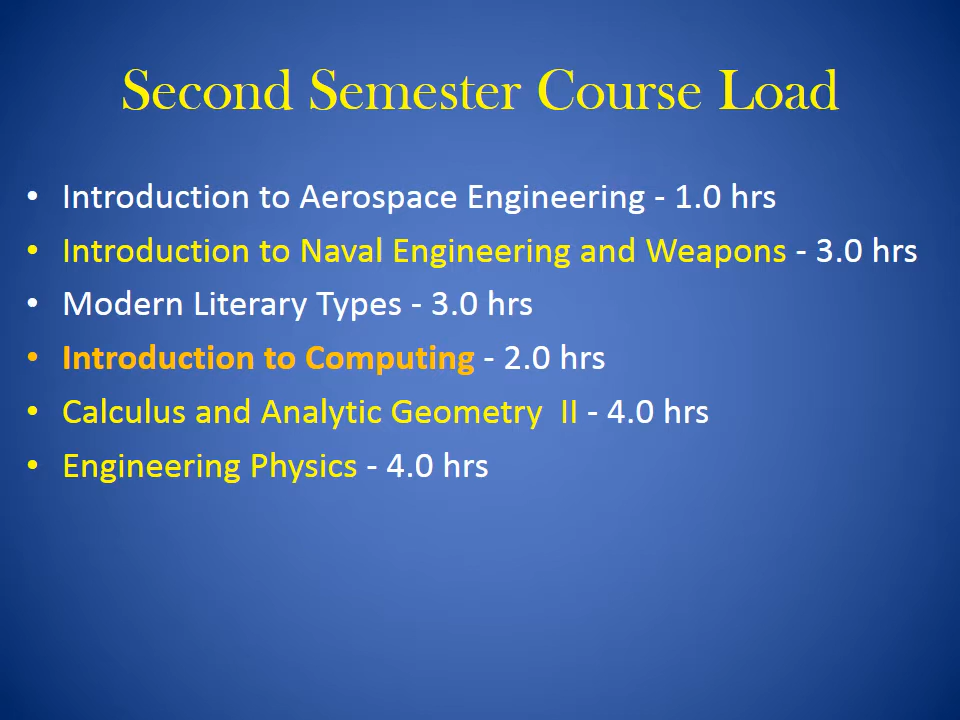 Second Semester Course Load
• Introduction to Aerospace Engineering - 1.0 hrs
• Introduction to Naval Engineering and Weapons - 3.0 hrs
• Modern Literary Types - 3.0 hrs
• Introduction to Computing - 2.0 hrs
• Calculus and Analytic Geometry  II - 4.0 hrs
• Engineering Physics - 4.0 hrs